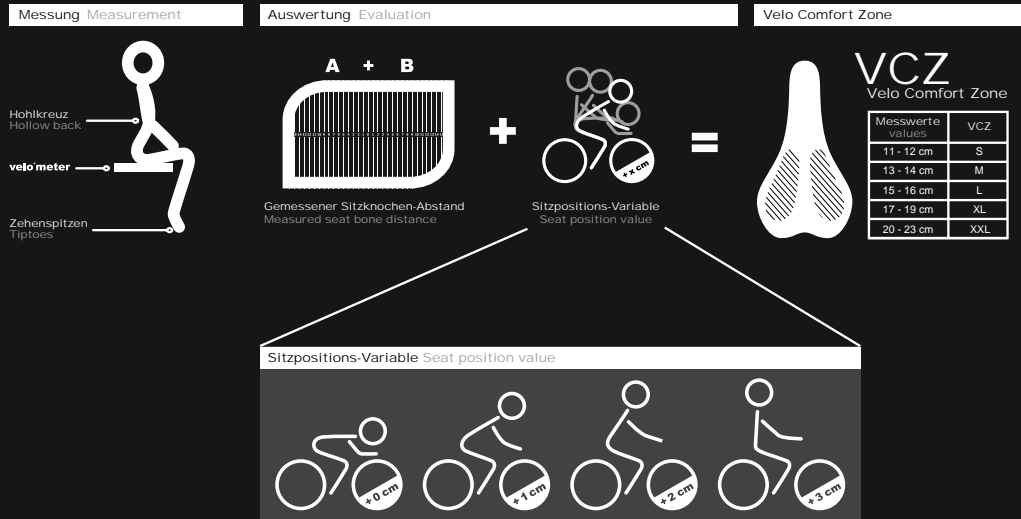 Messung Measurement
Auswertung Evaluation
Velo Comfort Zone
Hohlkreuz
Hollow back
velo'meter
Zehenspitzen
Tiptoes
A + B
+
+ x cm
=
Gemessener Sitzknochen-Abstand
Measured seat bone distance
Sitzpositions-Variable
Seat position value
VCZ
Velo Comfort Zone
Messwerte values VCZ
11 - 12 cm S
13 - 14 cm M
15 - 16 cm L
17 - 19 cm XL
20 - 23 cm XXL
Sitzpositions-Variable Seat position value
+ 0 cm
+ 1 cm
+ 2 cm
+ 3 cm